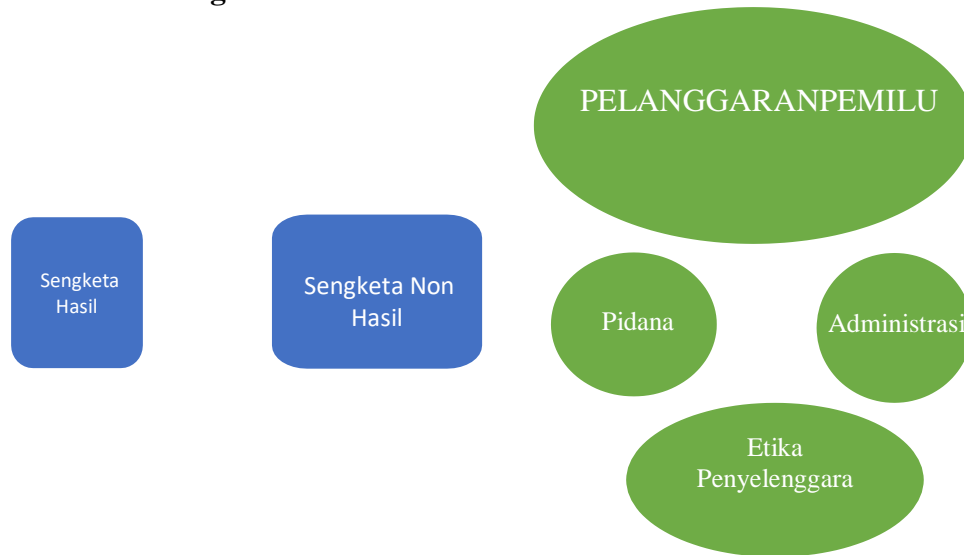 PELANGGARANPEMILU
Sengketa
Hasil
Sengketa Non
Hasil
Pidana
Administrasi
Etika
Penyelenggara